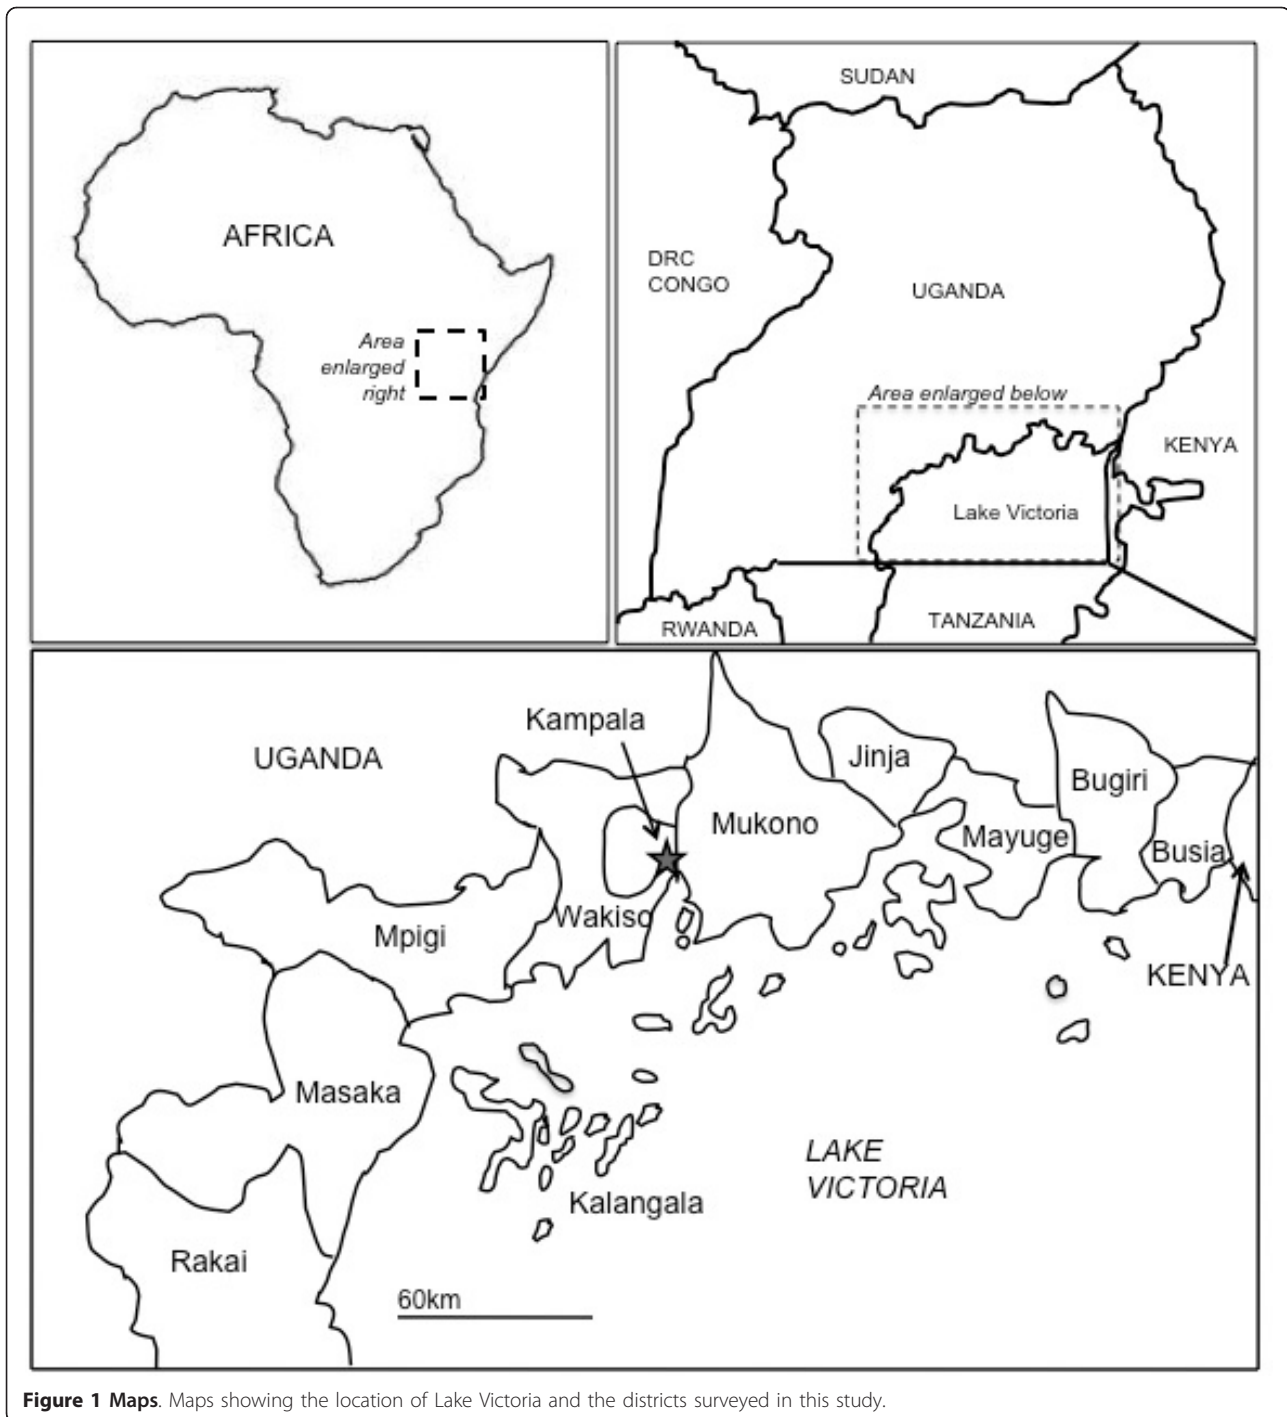 AFRICA
Area
enlarged
right
SUDAN
DRC
CONGO
UGANDA
Area enlarged below
KENYA
Lake Victoria
RWANDA
TANZANIA
Kampala
UGANDA
Jinja
Bugiri
Mukono
Mayuge
Busia
Wakiso
Mpigi
KENYA
Masaka
LAKE
VICTORIA
Kalangala
Rakai
60km
Figure 1 Maps. Maps showing the location of Lake Victoria and the districts surveyed in this study.